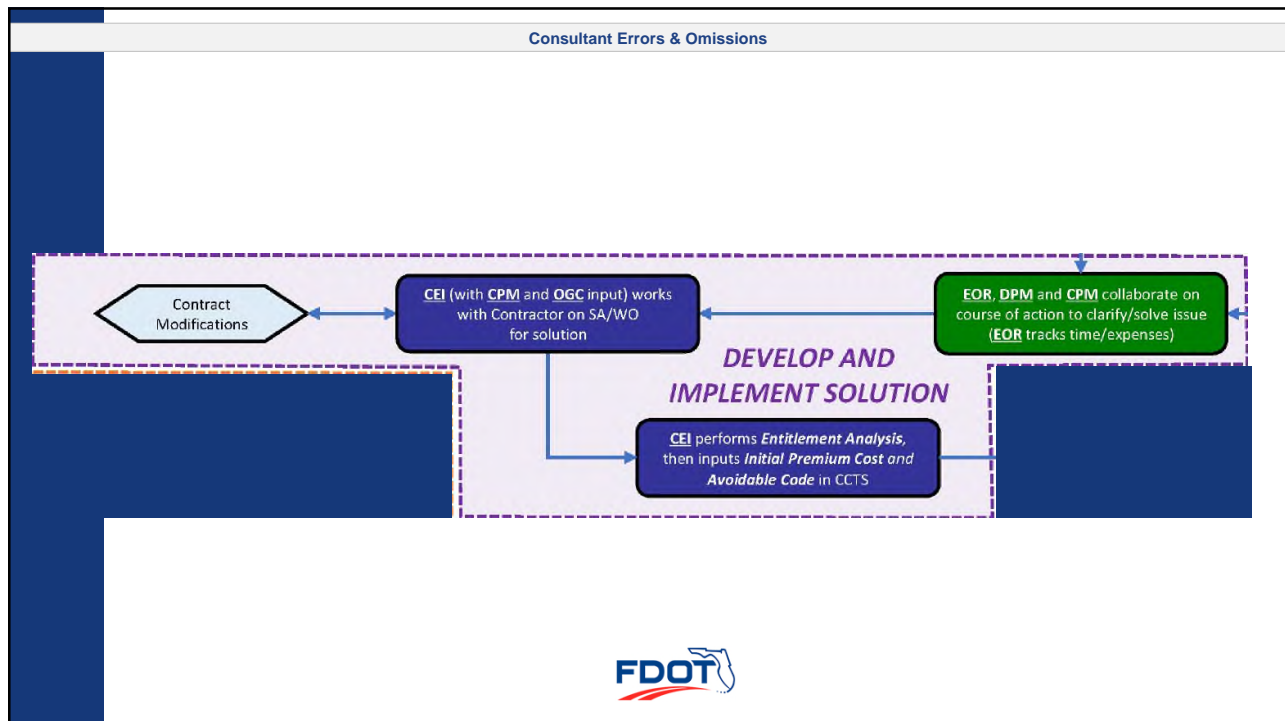 Consultant Errors & Omissions
Contract
Modifications
CEI (with CPM and OGC input) works
with Contractor on SA/WO
for solution
EOR, DPM and CPM collaborate on
course of action to clarify/solve issue
(EOR tracks time/expenses)
DEVELOP AND
IMPLEMENT SOLUTION
CEI performs Entitlement Analysis,
then inputs Initial Premium Cost and
Avoidable Code in CCTS
FDOT